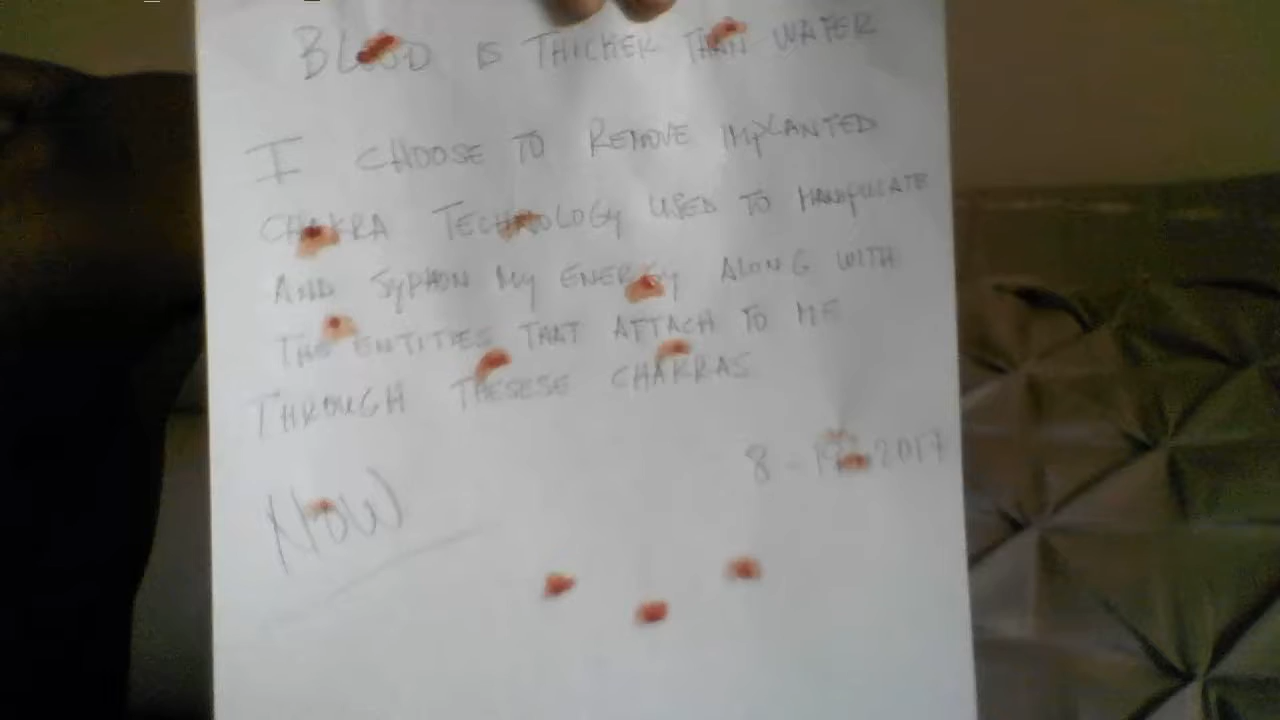 BLOOD IS THICKER THAN WATER
I CHOOSE TO REMOVE IMPLANTED
CHAKRA TECHNOLOGY USED TO MANIPULATE
AND SYPHON MY ENERGY ALONG WITH
THE ENTITIES THAT ATTACH TO ME
THROUGH THESESE CHAKRAS
8 - 2017
NOW